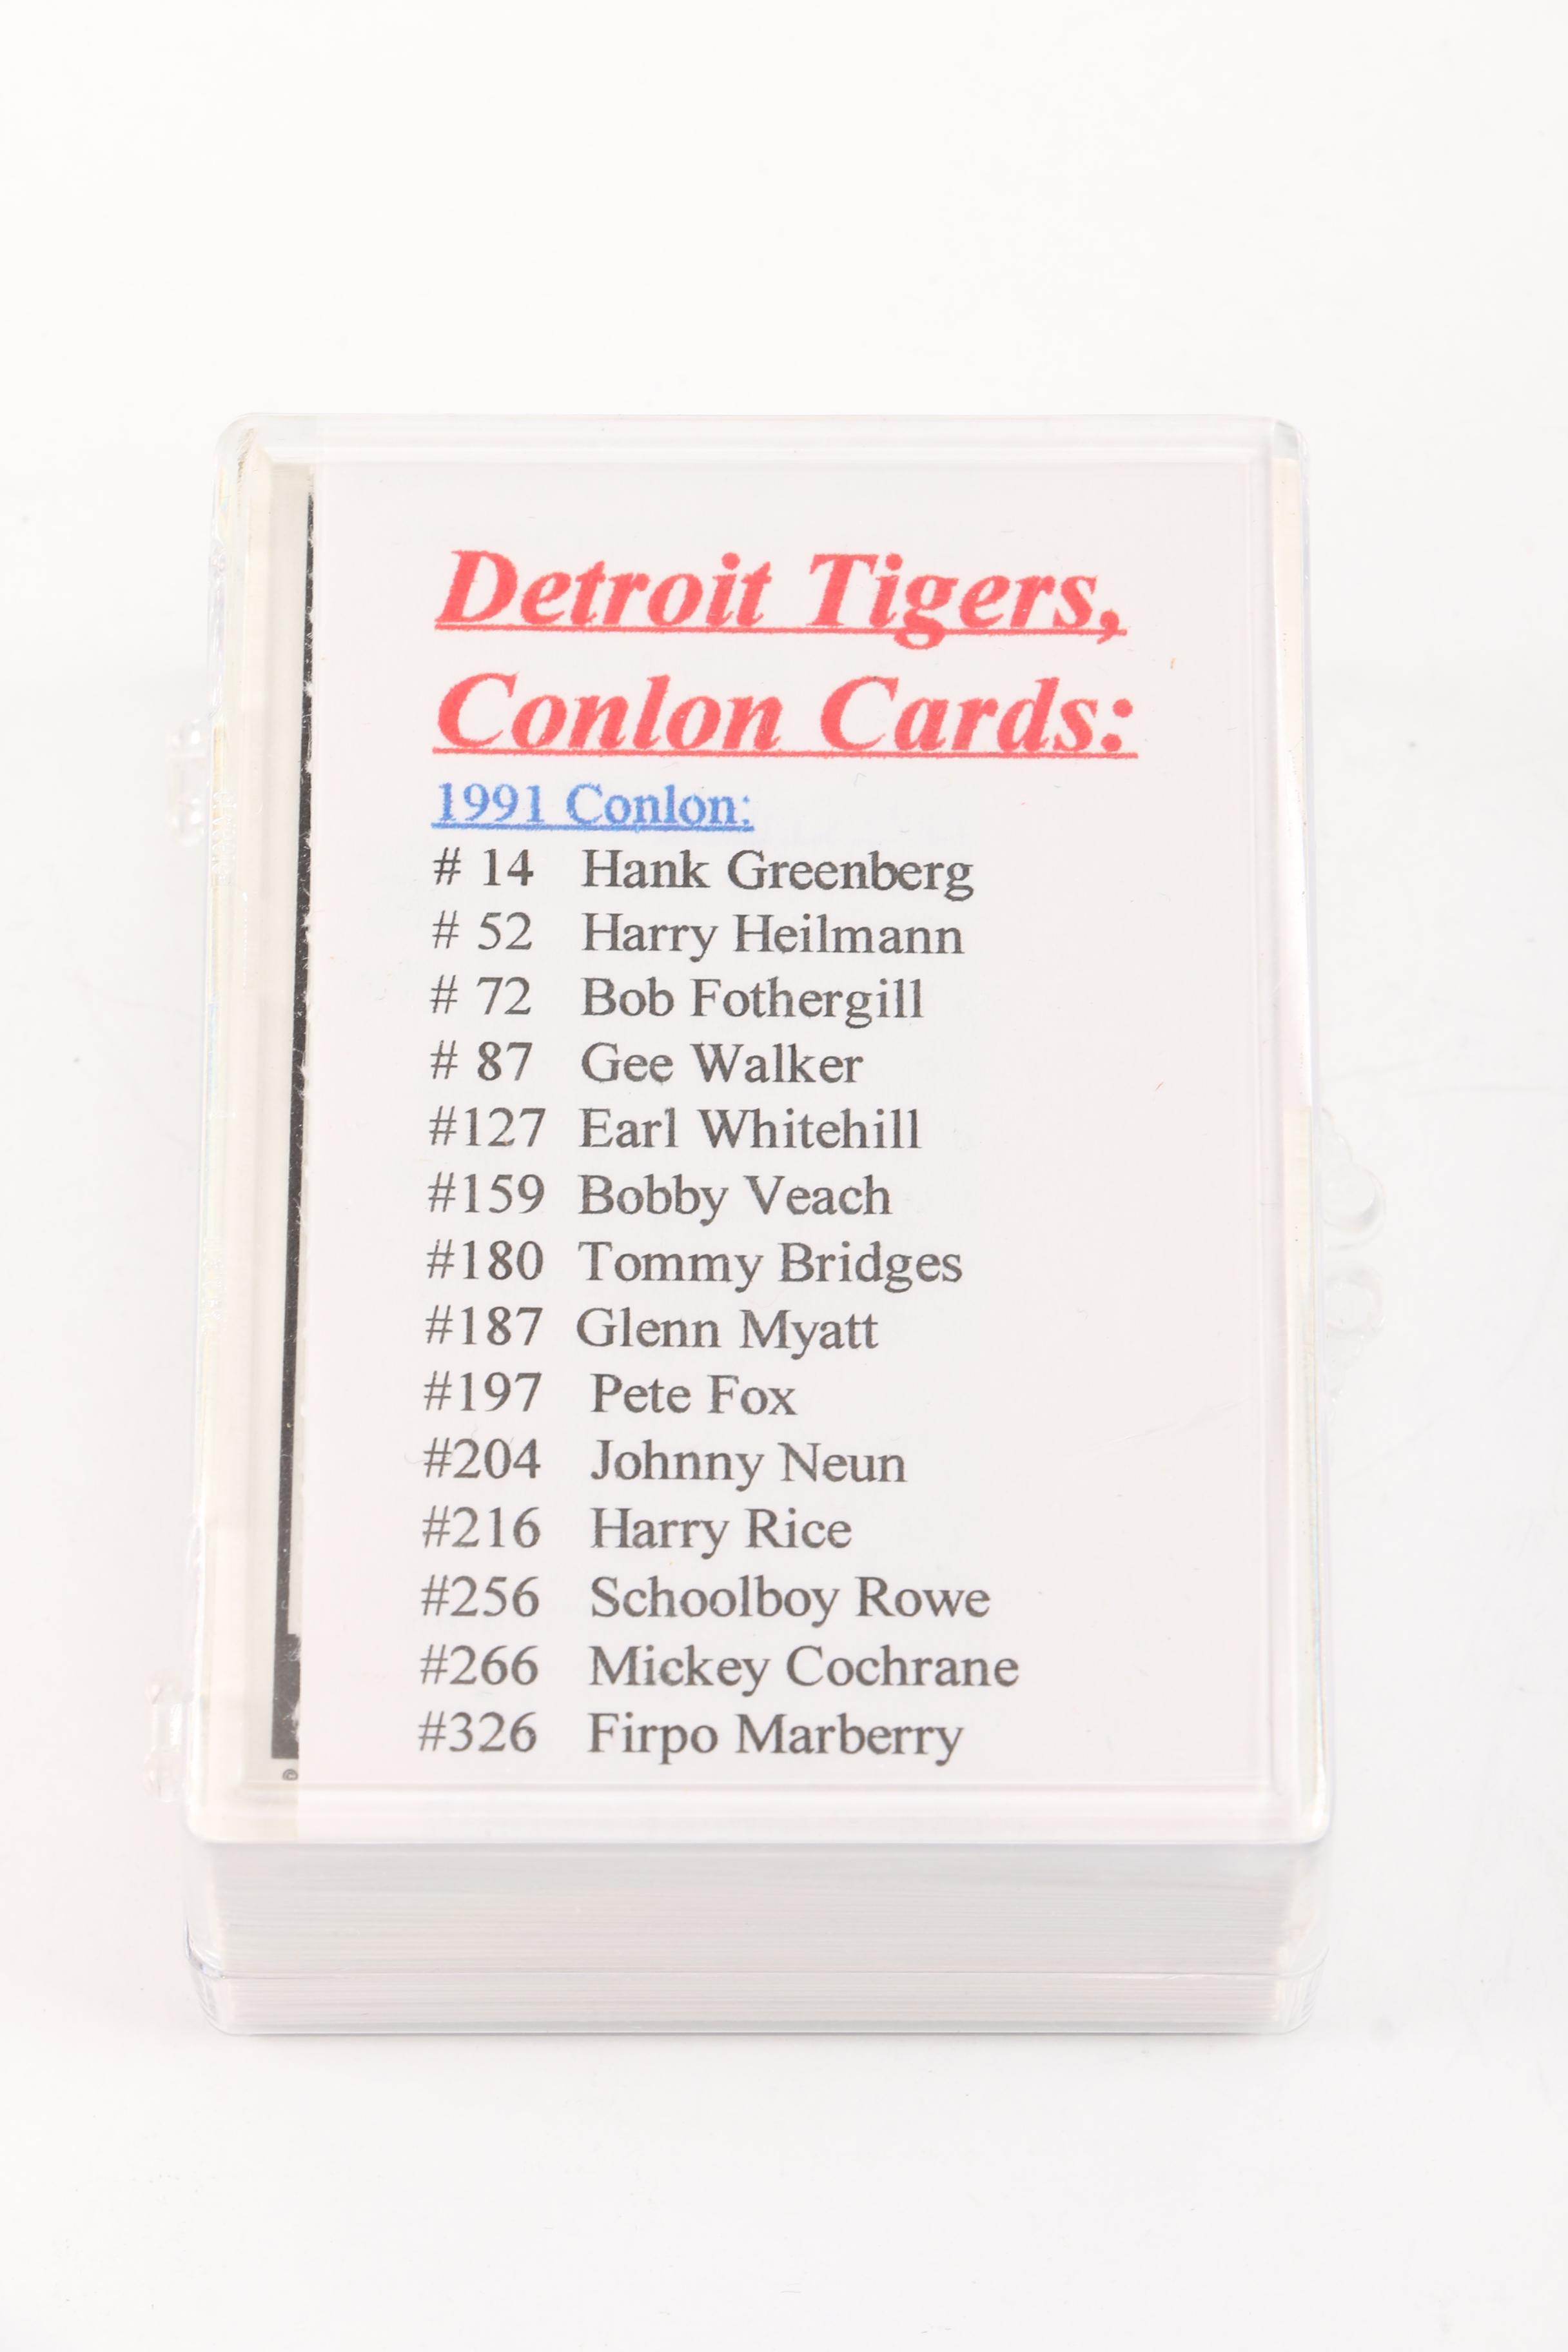 Detroit Tigers,
Conlon Cards:
1991 Conlon:
# 14 Hank Greenberg
# 52 Harry Heilmann
# 72 Bob Fothergill
# 87 Gee Walker
#127 Earl Whitehill
#159 Bobby Veach
#180 Tommy Bridges
#187 Glenn Myatt
#197 Pete Fox
#204 Johnny Neun
#216 Harry Rice
#256 Schoolboy Rowe
#266 Mickey Cochrane
#326 Firpo Marberry
©